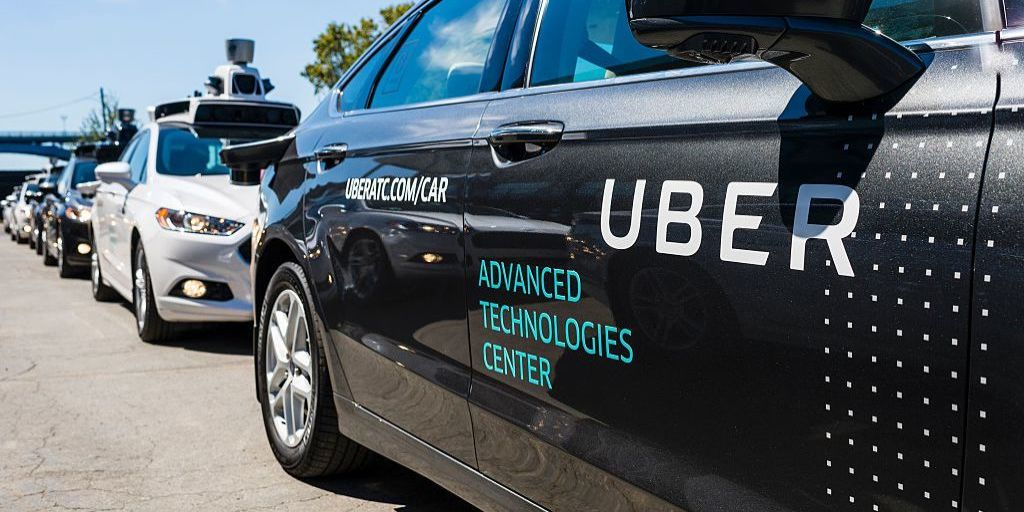 UBERATC.COM/CAR
UBER
ADVANCED
TECHNOLOGIES
CENTER